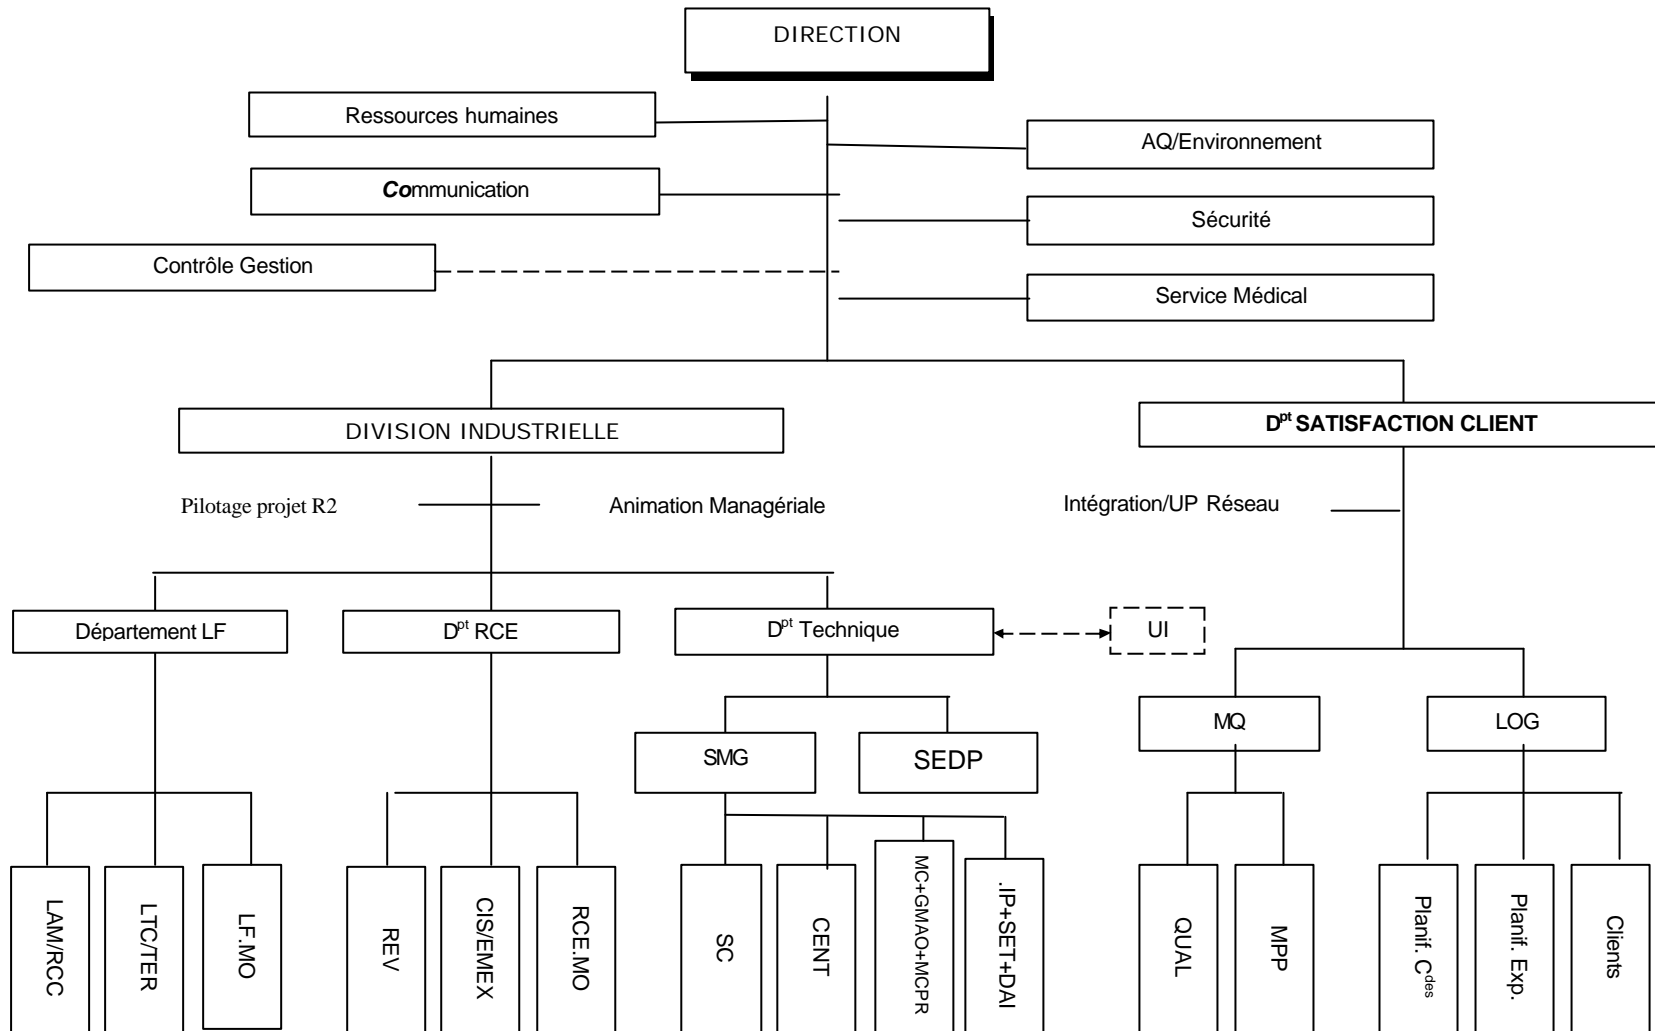 DIRECTION
Ressources humaines
AQ/Environnement
Communication
Sécurité
Contrôle Gestion
Service Médical
DIVISION INDUSTRIELLE
Dpt SATISFACTION CLIENT
Pilotage projet R2
Animation Managériale
Intégration/UP Réseau
Département LF
Dpt RCE
Dpt Technique
UI
MQ
LOG
SMG
SEDP
LAM/RCC
LTC/TER
LF.MO
REV
CIS/EMEX
RCE.MO
SC
CENT
MC+GMAO+MCPR
.IP+SET+DAI
QUAL
MPP
Planif. Cdes
Planif. Exp.
Clients